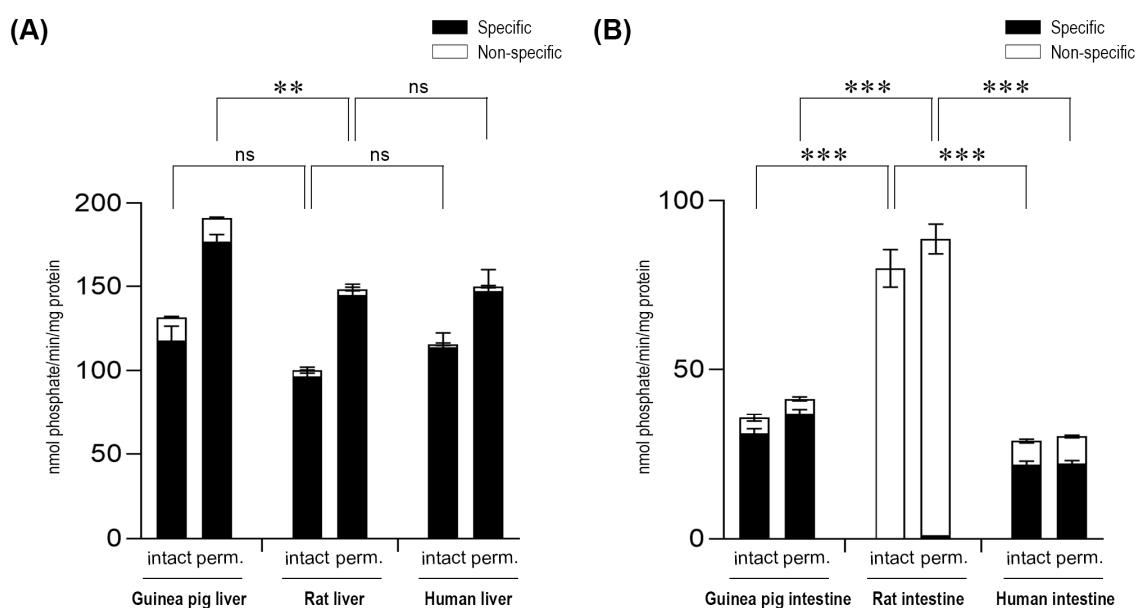 (A)
Specific
Non-specific
** ns
ns ns
200
150
100
50
0
nmol phosphate/min/mg protein
intact perm. intact perm. intact perm.
Guinea pig liver Rat liver Human liver
(B)
Specific
Non-specific
*** ***
*** ***
100
50
0
nmol phosphate/min/mg protein
intact perm. intact perm. intact perm.
Guinea pig intestine Rat intestine Human intestine